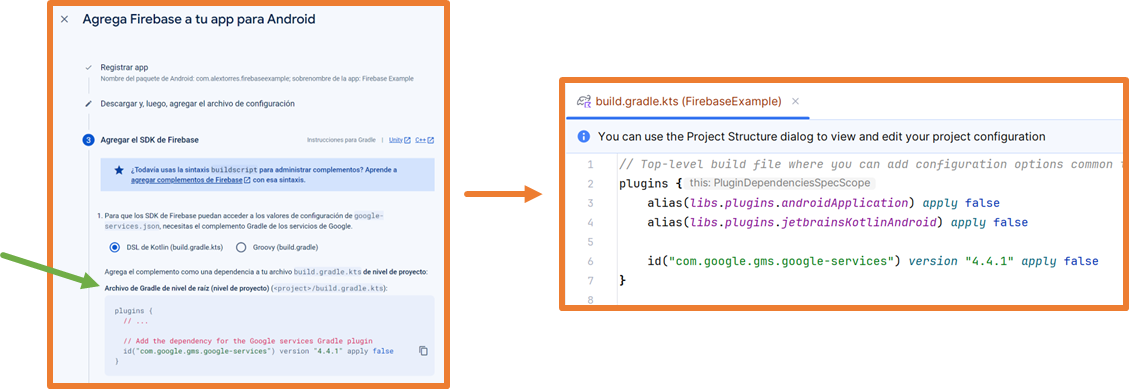 Agrega Firebase a tu app para Android
Registrar app
Nombre del paquete de Android: com.alextorres.firebaseexample; sobrenombre de la app: Firebase Example
Descargar y, luego, agregar el archivo de configuración
3 Agregar el SDK de Firebase Instrucciones para Gradle | Unity C++
¿Todavía usas la sintaxis buildscript para administrar complementos? Aprende a
agregar complementos de Firebase con esa sintaxis.
1. Para que los SDK de Firebase puedan acceder a los valores de configuración de google-
services.json, necesitas el complemento Gradle de los servicios de Google.
DSL de Kotlin (build.gradle.kts) Groovy (build.gradle)
Agrega el complemento como una dependencia a tu archivo build.gradle.kts de nivel de proyecto:
Archivo de Gradle de nivel de raíz (nivel de proyecto) (<project>/build.gradle.kts):
plugins {
// ...
// Add the dependency for the Google services Gradle plugin
id("com.google.gms.google-services") version "4.4.1" apply false
}
build.gradle.kts (FirebaseExample)
You can use the Project Structure dialog to view and edit your project configuration
1 // Top-level build file where you can add configuration options common
2 plugins { this: PluginDependenciesSpecScope
3 alias(libs.plugins.androidApplication) apply false
4 alias(libs.plugins.jetbrainsKotlinAndroid) apply false
5
6 id("com.google.gms.google-services") version "4.4.1" apply false
7 }
8